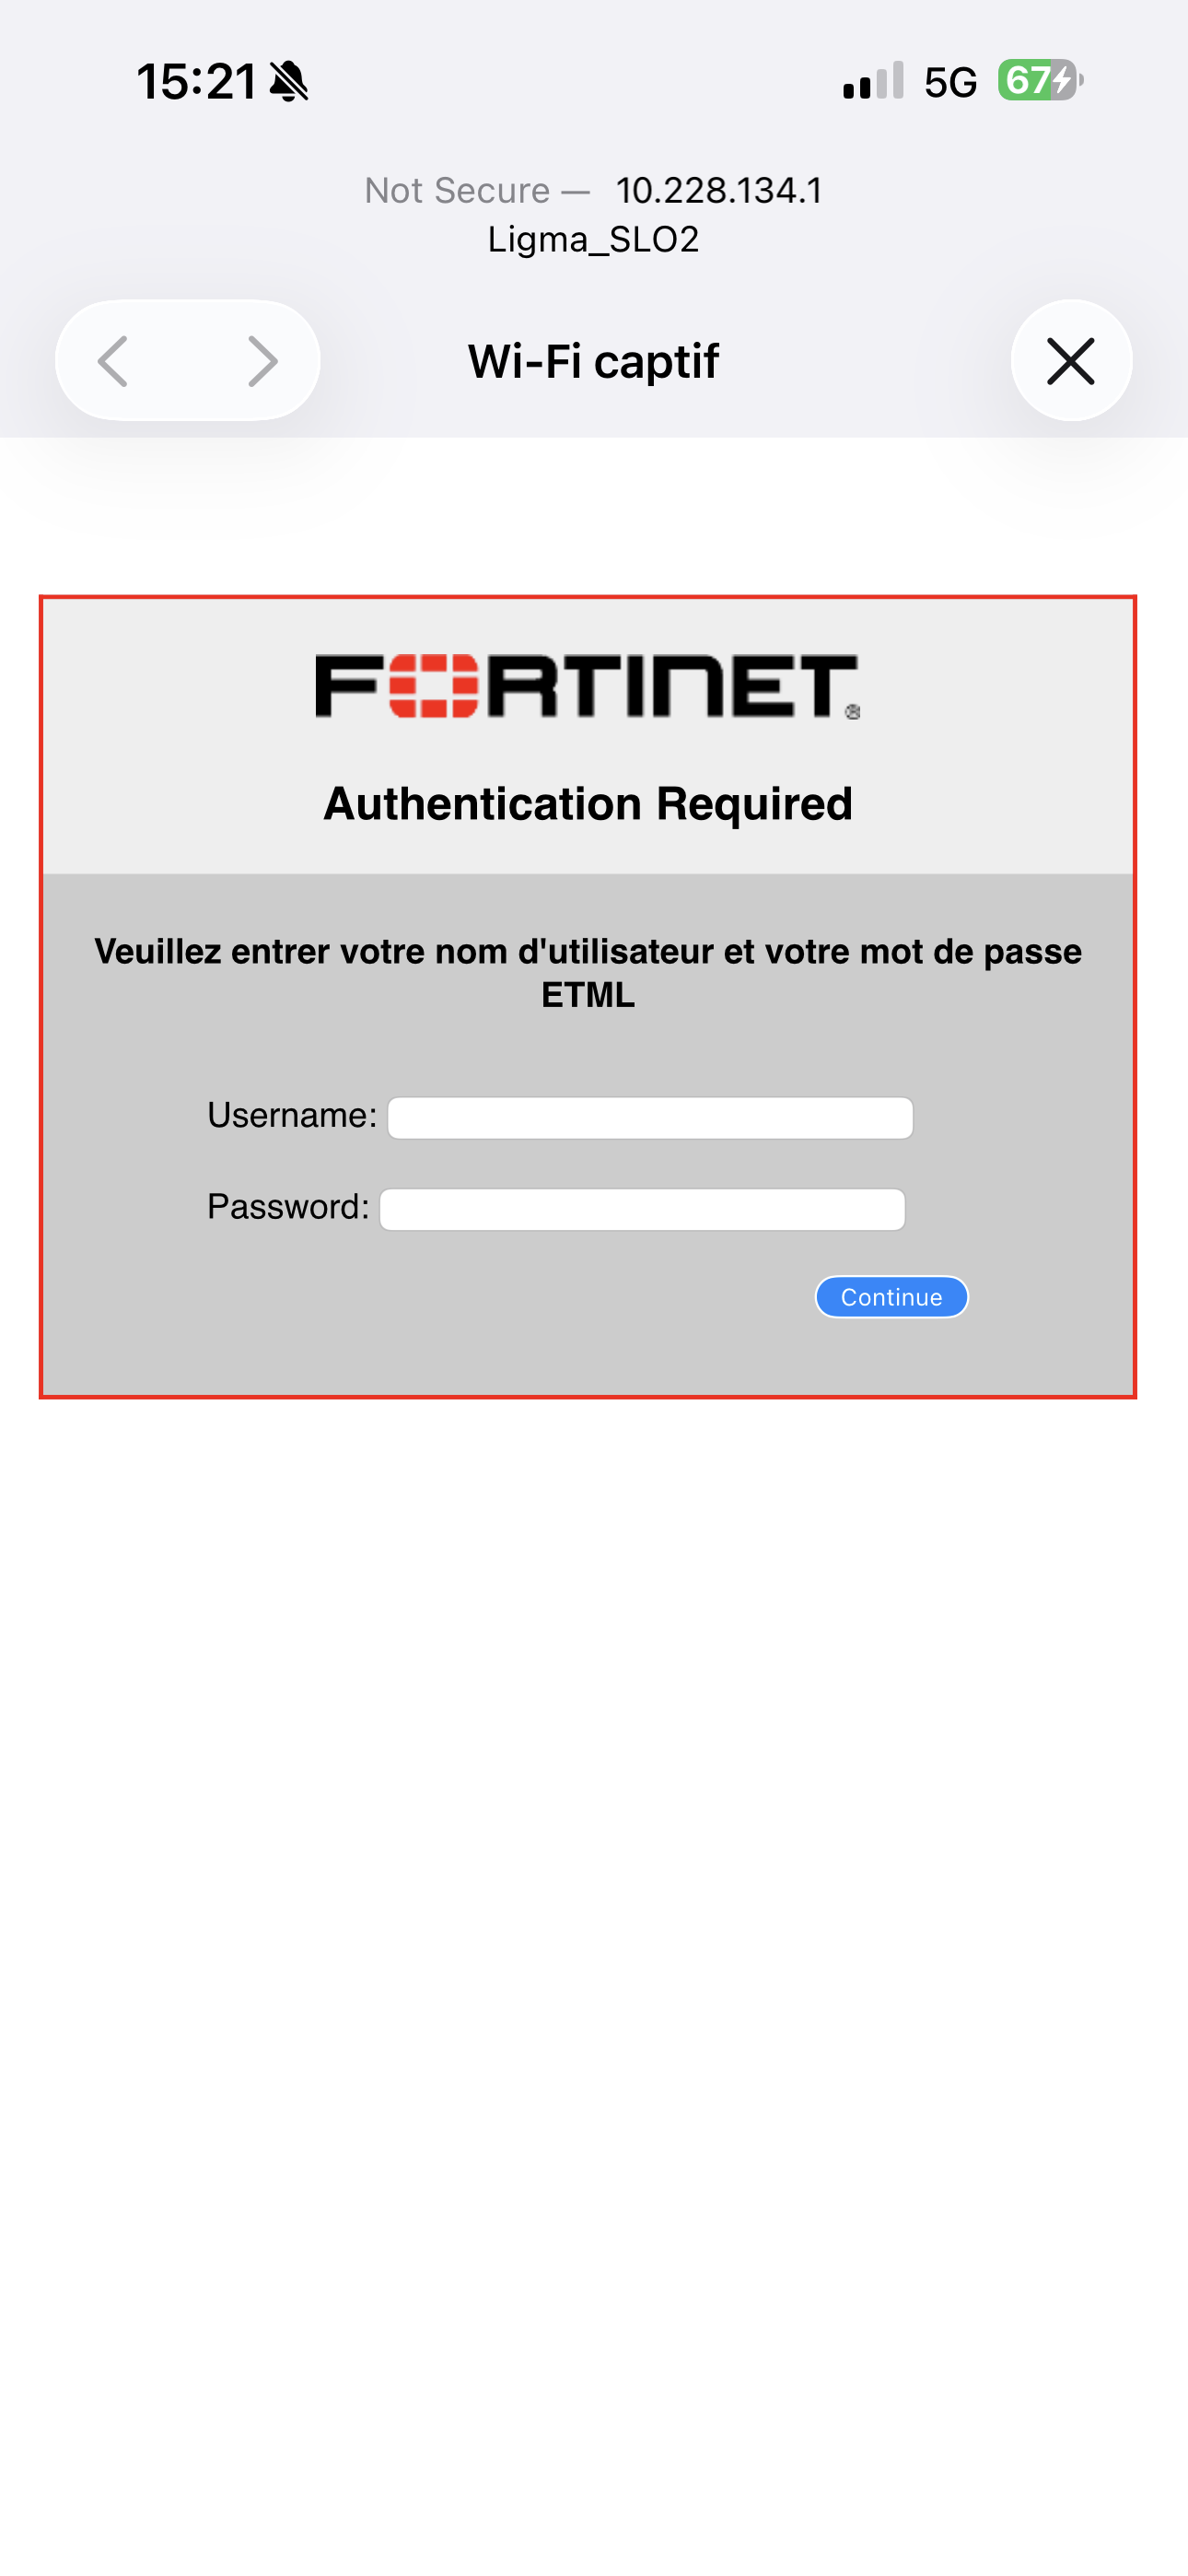 15:21 5G 67
Not Secure — 10.228.134.1
Ligma_SLO2
Wi-Fi captif
FORTINET®
Authentication Required
Veuillez entrer votre nom d'utilisateur et votre mot de passe
ETML
Username:
Password:
Continue